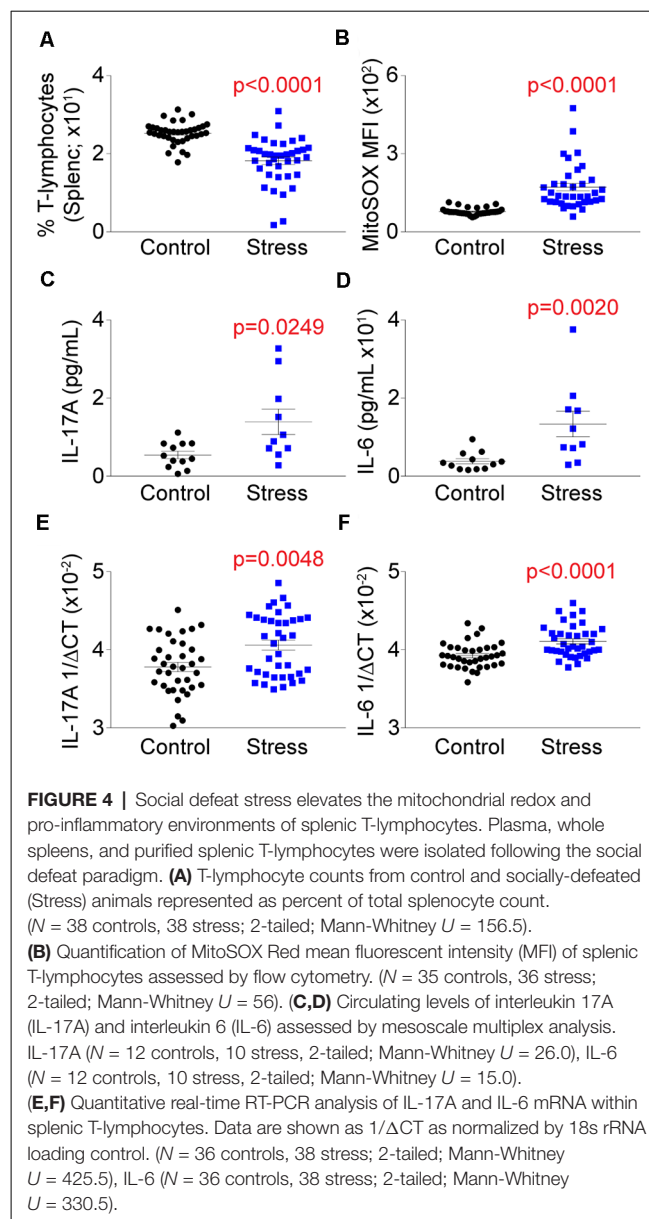 A
B
% T-lymphocytes
(Splenc; x10¹)
4
2
0
p<0.0001
Control Stress
MitoSOX MFI (x10²)
6
3
0
p<0.0001
Control Stress
C
D
IL-17A (pg/mL)
4
2
0
p=0.0249
Control Stress
IL-6 (pg/mL x10¹)
4
2
0
p=0.0020
Control Stress
E
F
IL-17A 1/ΔCT (x10⁻²)
5
4
3
p=0.0048
Control Stress
IL-6 1/ΔCT (x10⁻²)
5
4
3
p<0.0001
Control Stress
FIGURE 4 | Social defeat stress elevates the mitochondrial redox and
pro-inflammatory environments of splenic T-lymphocytes. Plasma, whole
spleens, and purified splenic T-lymphocytes were isolated following the social
defeat paradigm. (A) T-lymphocyte counts from control and socially-defeated
(Stress) animals represented as percent of total splenocyte count.
(N = 38 controls, 38 stress; 2-tailed; Mann-Whitney U = 156.5).
(B) Quantification of MitoSOX Red mean fluorescent intensity (MFI) of splenic
T-lymphocytes assessed by flow cytometry. (N = 35 controls, 36 stress;
2-tailed; Mann-Whitney U = 56). (C,D) Circulating levels of interleukin 17A
(IL-17A) and interleukin 6 (IL-6) assessed by mesoscale multiplex analysis.
IL-17A (N = 12 controls, 10 stress, 2-tailed; Mann-Whitney U = 26.0), IL-6
(N = 12 controls, 10 stress, 2-tailed; Mann-Whitney U = 15.0).
(E,F) Quantitative real-time RT-PCR analysis of IL-17A and IL-6 mRNA within
splenic T-lymphocytes. Data are shown as 1/ΔCT as normalized by 18s rRNA
loading control. (N = 36 controls, 38 stress; 2-tailed; Mann-Whitney
U = 425.5), IL-6 (N = 36 controls, 38 stress; 2-tailed; Mann-Whitney
U = 330.5).